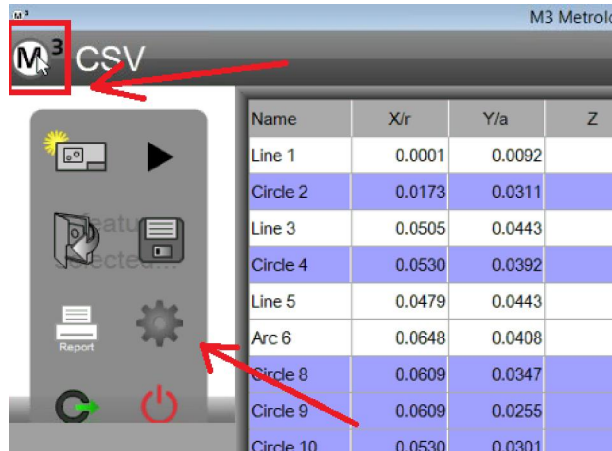 M3
M3 Metrolo
M3 CSV
Name X/r Y/a Z
Line 1 0.0001 0.0092
Circle 2 0.0173 0.0311
Line 3 0.0505 0.0443
Circle 4 0.0530 0.0392
Line 5 0.0479 0.0443
Arc 6 0.0648 0.0408
Circle 8 0.0609 0.0347
Circle 9 0.0609 0.0255
Circle 10 0.0530 0.0301
featu
elected...
Report